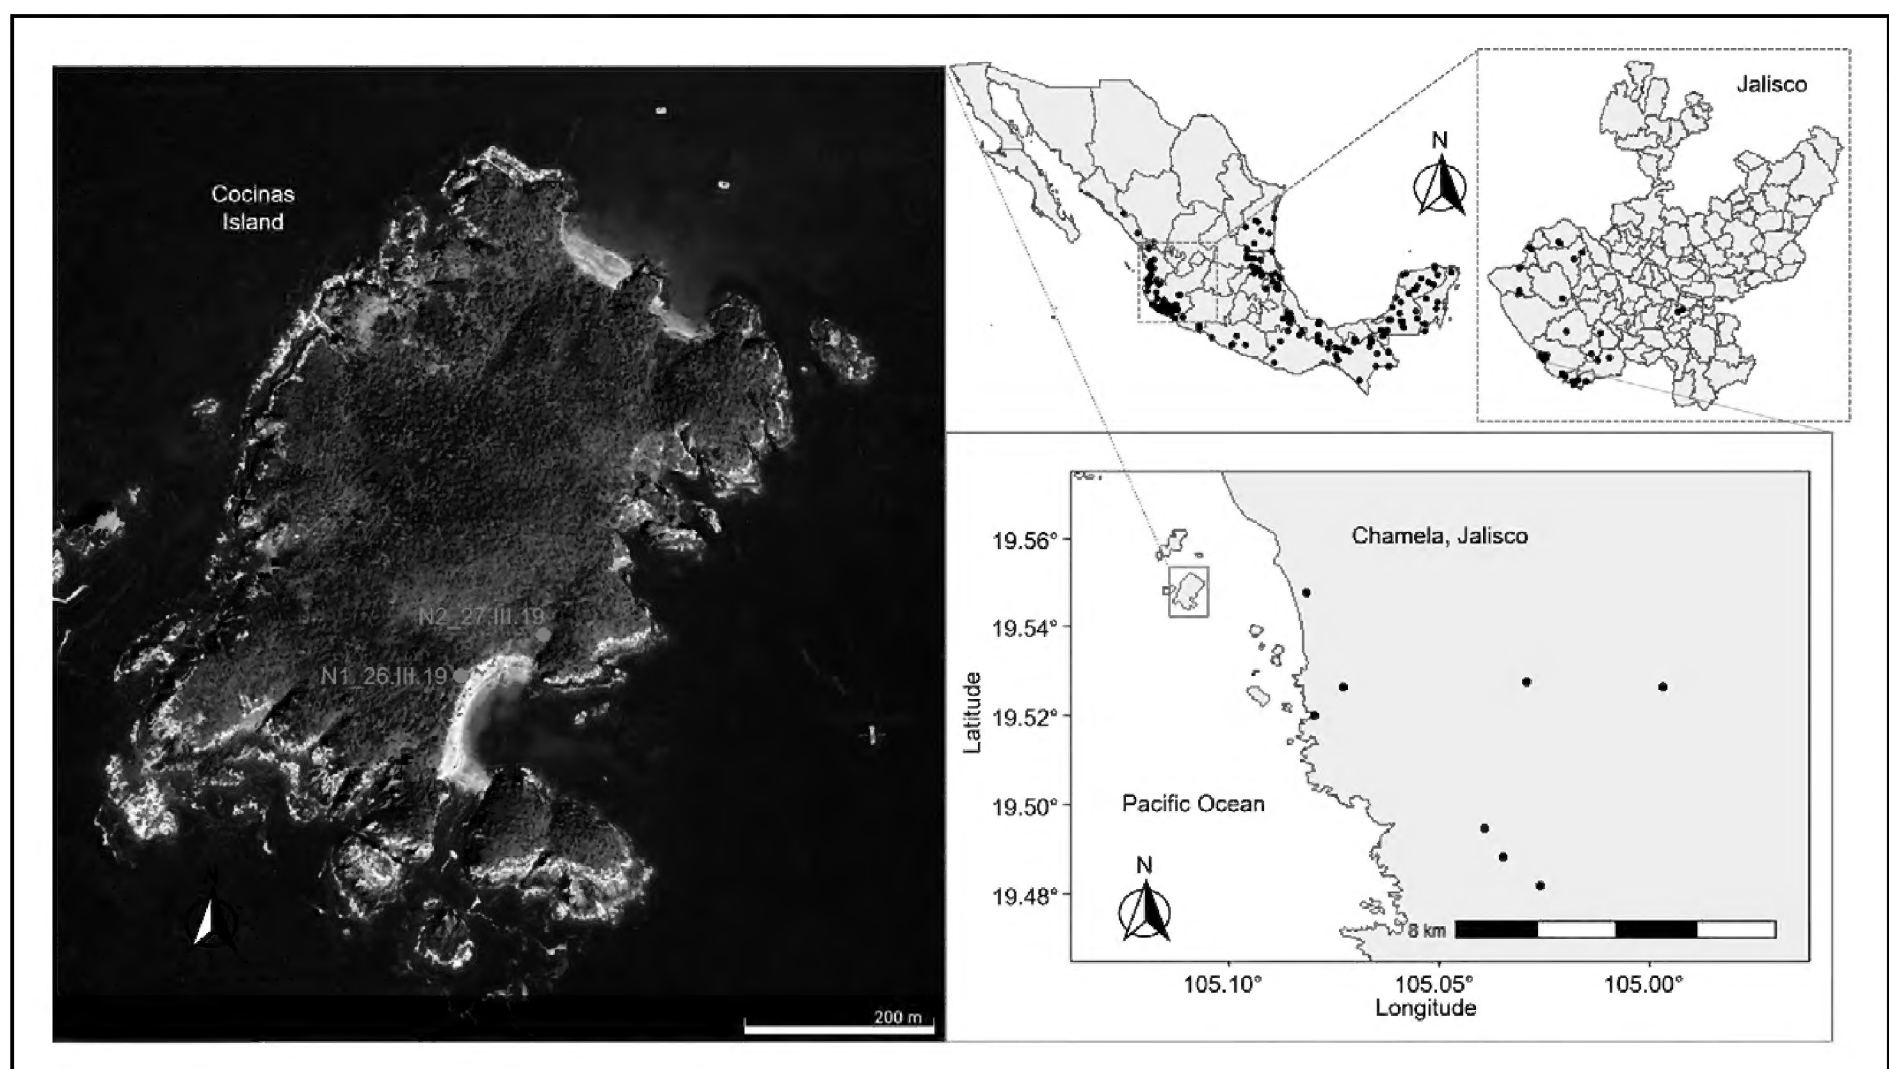 Cocinas
Island
N2_27.III.19
N1_26.III.19
N
200 m
N
Jalisco
Chamela, Jalisco
19.56°
19.54°
19.52°
19.50°
19.48°
Latitude
Pacific Ocean
N
8 km
105.10°
105.05°
105.00°
Longitude